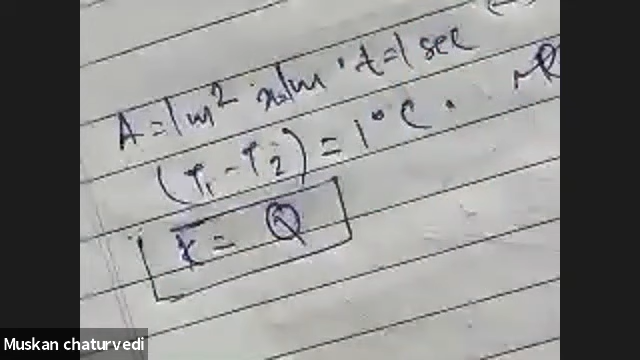 A = 1m² x=1m. t=1 sec
(T₁-T₂) = 1°C.
K = Q
Muskan chaturvedi